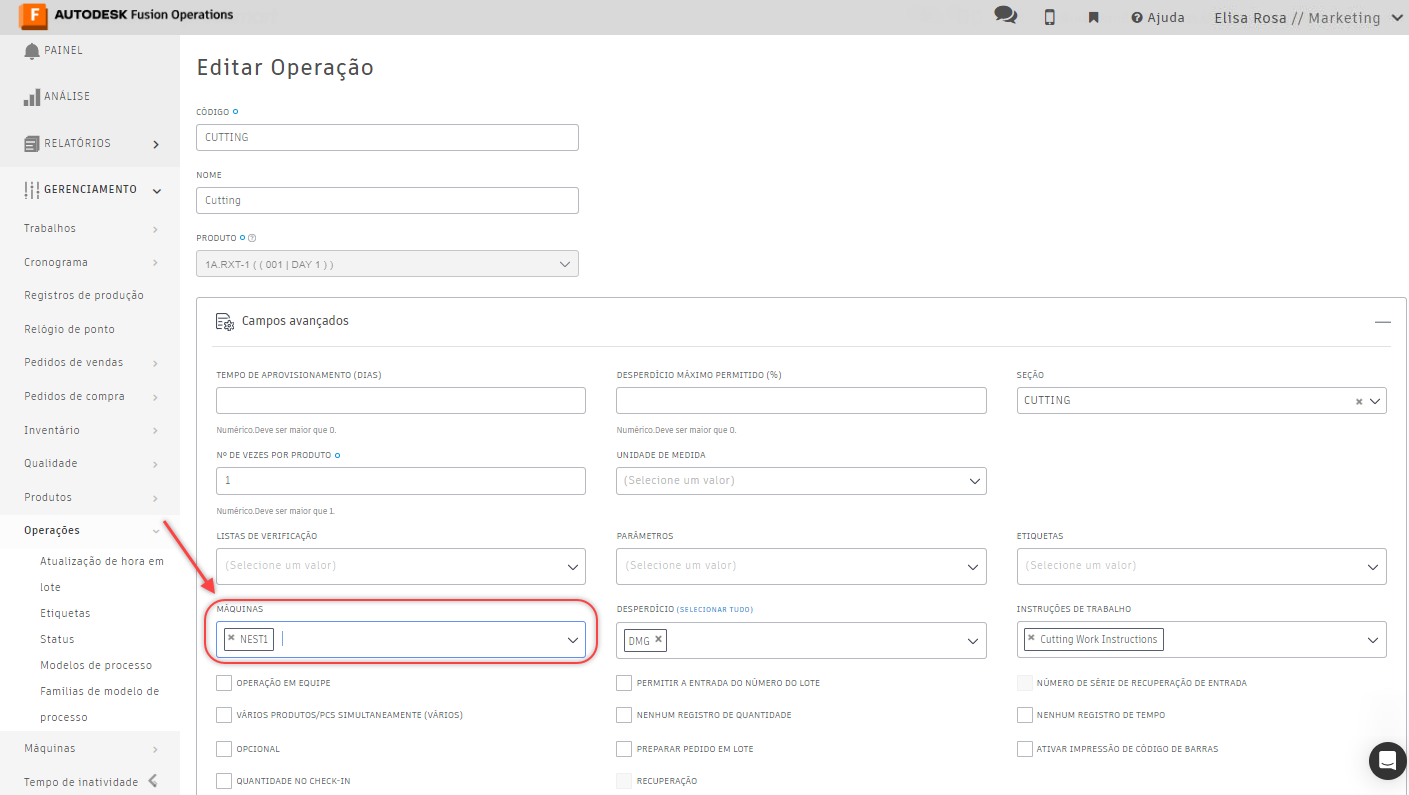 F AUTODESK Fusion Operations
Ajuda
Elisa Rosa // Marketing
PAINEL
ANÁLISE
RELATÓRIOS
GERENCIAMENTO
Trabalhos
Cronograma
Registros de produção
Relógio de ponto
Pedidos de vendas
Pedidos de compra
Inventário
Qualidade
Produtos
Operações
Atualização de hora em
lote
Etiquetas
Status
Modelos de processo
Famílias de modelo de
processo
Máquinas
Tempo de inatividade
Editar Operação
CÓDIGO
CUTTING
NOME
Cutting
PRODUTO
1A.RXT-1 ( ( 001 | DAY 1 ) )
Campos avançados
TEMPO DE APROVISIONAMENTO (DIAS)
DESPERDÍCIO MÁXIMO PERMITIDO (%)
SEÇÃO
CUTTING
Numérico.Deve ser maior que 0.
Numérico.Deve ser maior que 0.
Nº DE VEZES POR PRODUTO
UNIDADE DE MEDIDA
1
(Selecione um valor)
Numérico.Deve ser maior que 1.
LISTAS DE VERIFICAÇÃO
PARÂMETROS
ETIQUETAS
(Selecione um valor)
(Selecione um valor)
(Selecione um valor)
MÁQUINAS
DESPERDÍCIO (SELECIONAR TUDO)
INSTRUÇÕES DE TRABALHO
NEST1
DMG
Cutting Work Instructions
OPERAÇÃO EM EQUIPE
PERMITIR A ENTRADA DO NÚMERO DO LOTE
NÚMERO DE SÉRIE DE RECUPERAÇÃO DE ENTRADA
VÁRIOS PRODUTOS/PCS SIMULTANEAMENTE (VÁRIOS)
NENHUM REGISTRO DE QUANTIDADE
NENHUM REGISTRO DE TEMPO
OPCIONAL
PREPARAR PEDIDO EM LOTE
ATIVAR IMPRESSÃO DE CÓDIGO DE BARRAS
QUANTIDADE NO CHECK-IN
RECUPERAÇÃO